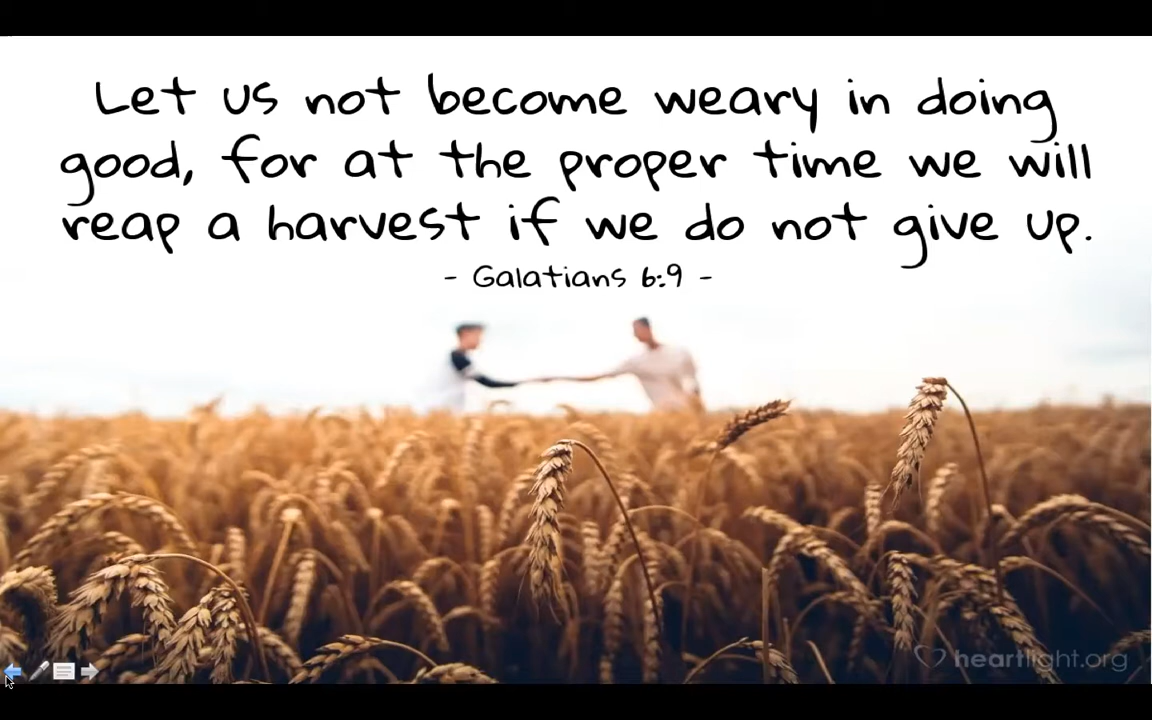 Let us not become weary in doing
good, for at the proper time we will
reap a harvest if we do not give up.
- Galatians 6:9 -
heartlight.org